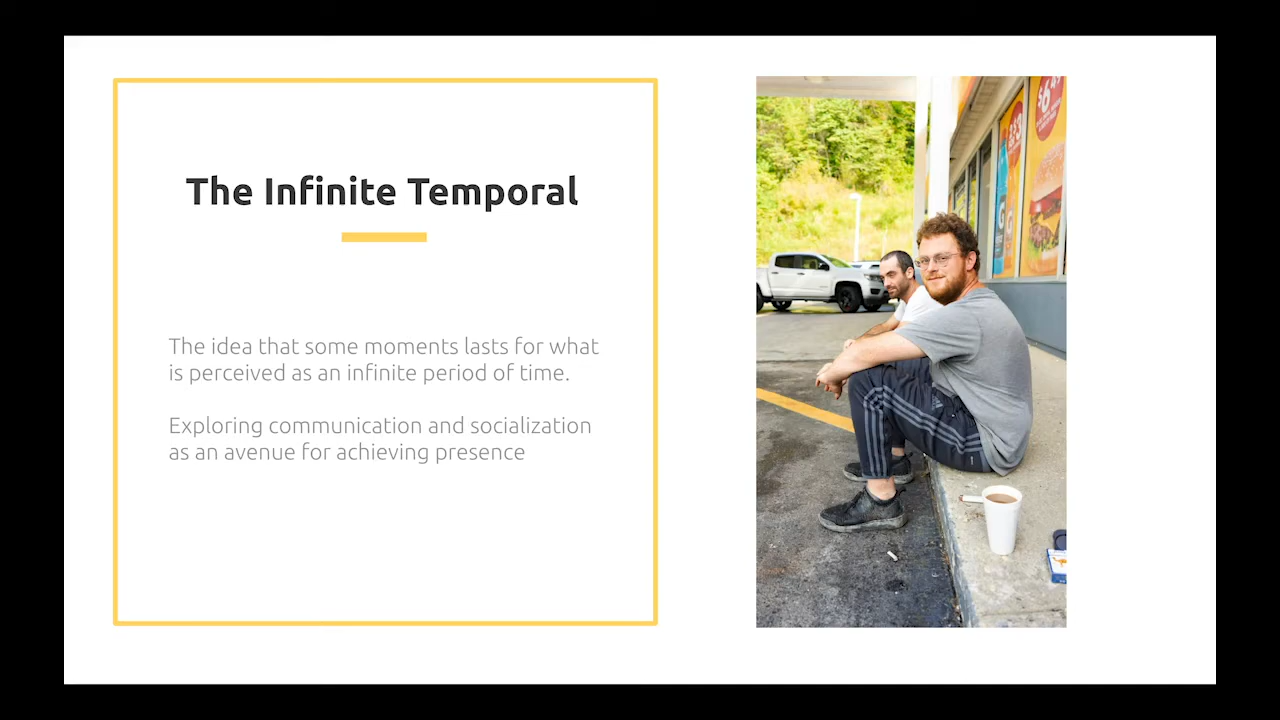 The Infinite Temporal
The idea that some moments lasts for what
is perceived as an infinite period of time.
Exploring communication and socialization
as an avenue for achieving presence